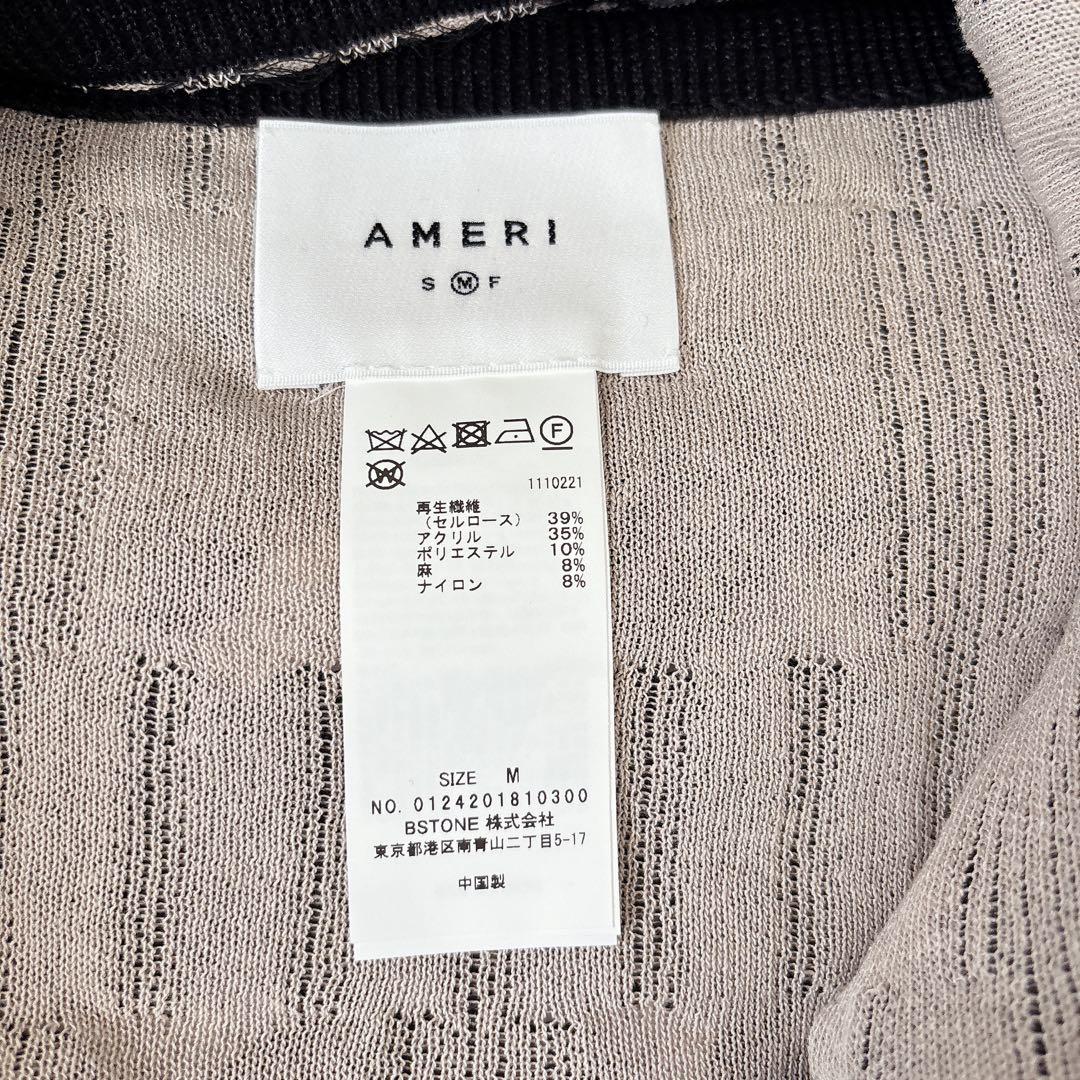 AMERI
S M F
F
W
1110221
再生繊維
（セルロース） 39%
アクリル 35%
ポリエステル 10%
麻 8%
ナイロン 8%
SIZE M
NO. 0124201810300
BSTONE 株式会社
東京都港区南青山二丁目5-17
中国製